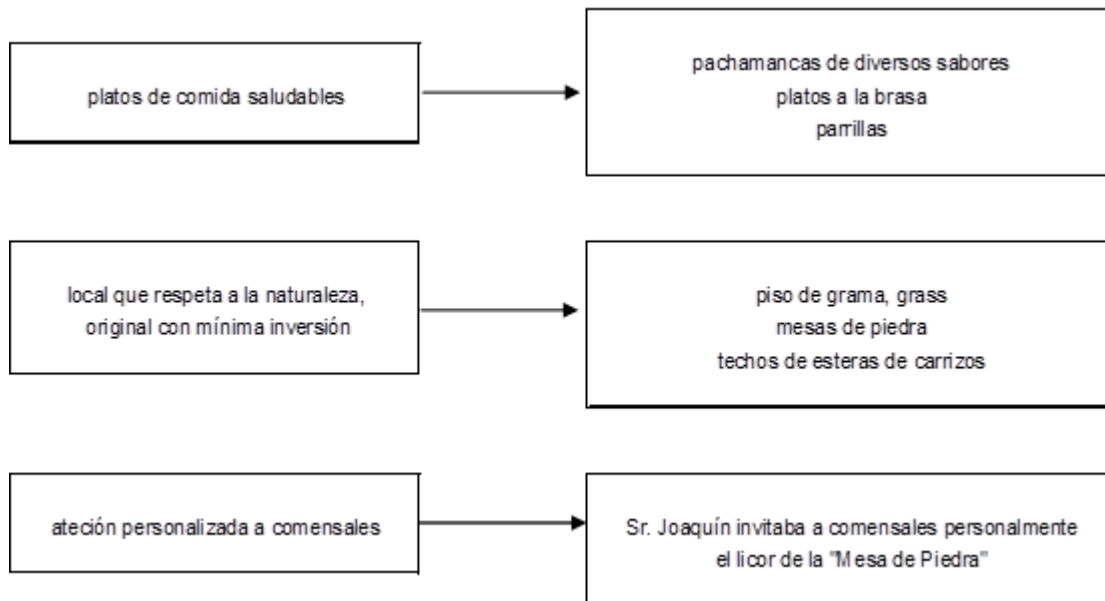 platos de comida saludables
pachamancas de diversos sabores
platos a la brasa
parrillas
local que respeta a la naturaleza,
original con mínima inversión
piso de grama, grass
mesas de piedra
techos de esteras de carrizos
ateción personalizada a comensales
Sr. Joaquín invitaba a comensales personalmente
el licor de la "Mesa de Piedra"